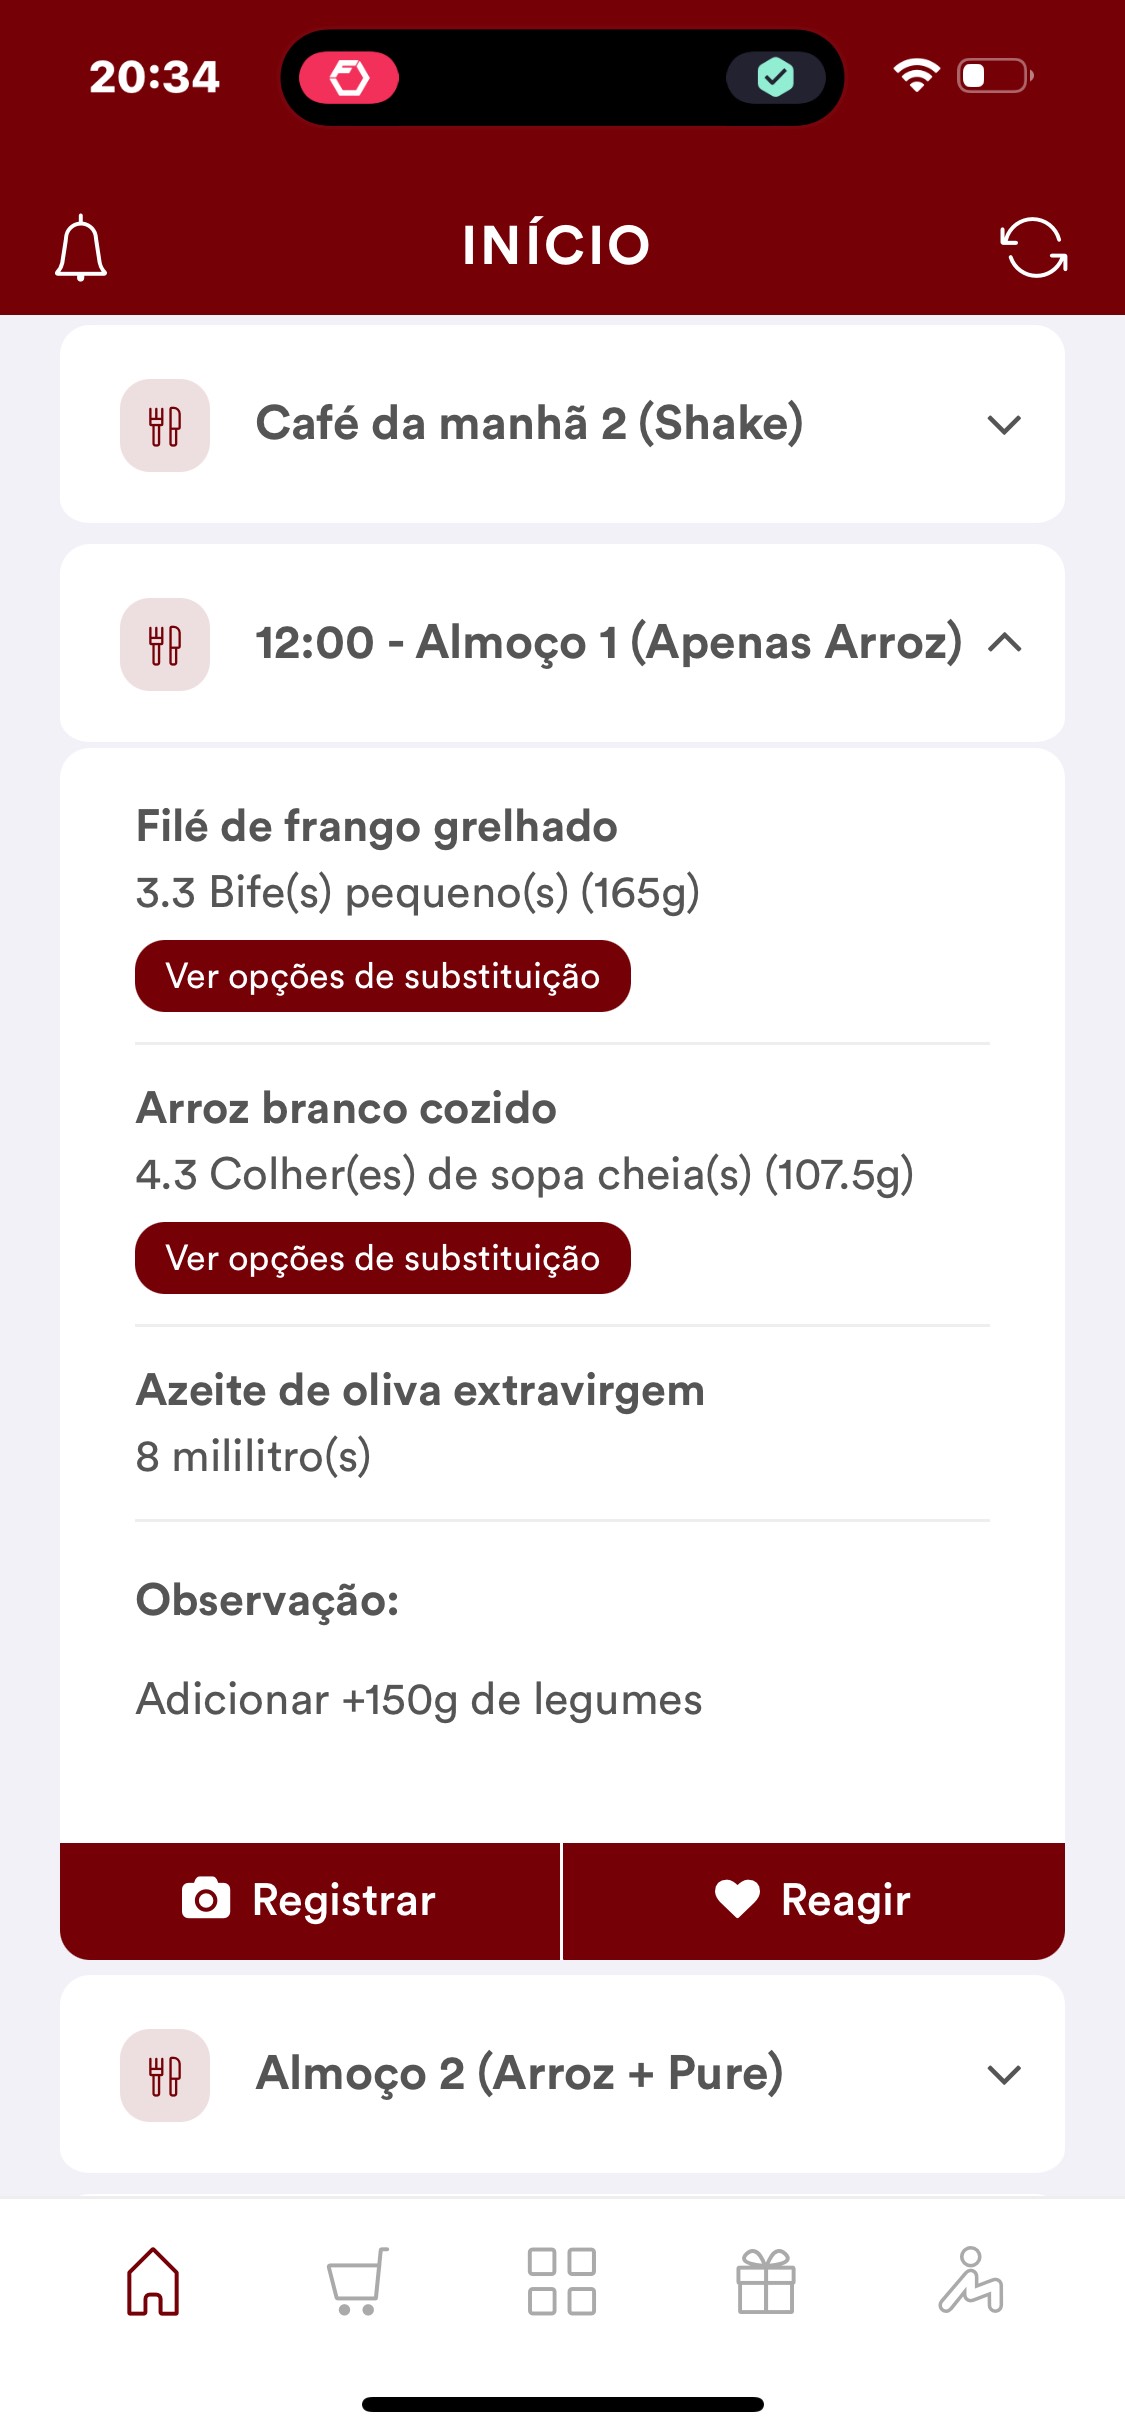 20:34
INÍCIO
Café da manhã 2 (Shake)
12:00 - Almoço 1 (Apenas Arroz)
Filé de frango grelhado
3.3 Bife(s) pequeno(s) (165g)
Ver opções de substituição
Arroz branco cozido
4.3 Colher(es) de sopa cheia(s) (107.5g)
Ver opções de substituição
Azeite de oliva extravirgem
8 mililitro(s)
Observação:
Adicionar +150g de legumes
Registrar
Reagir
Almoço 2 (Arroz + Pure)